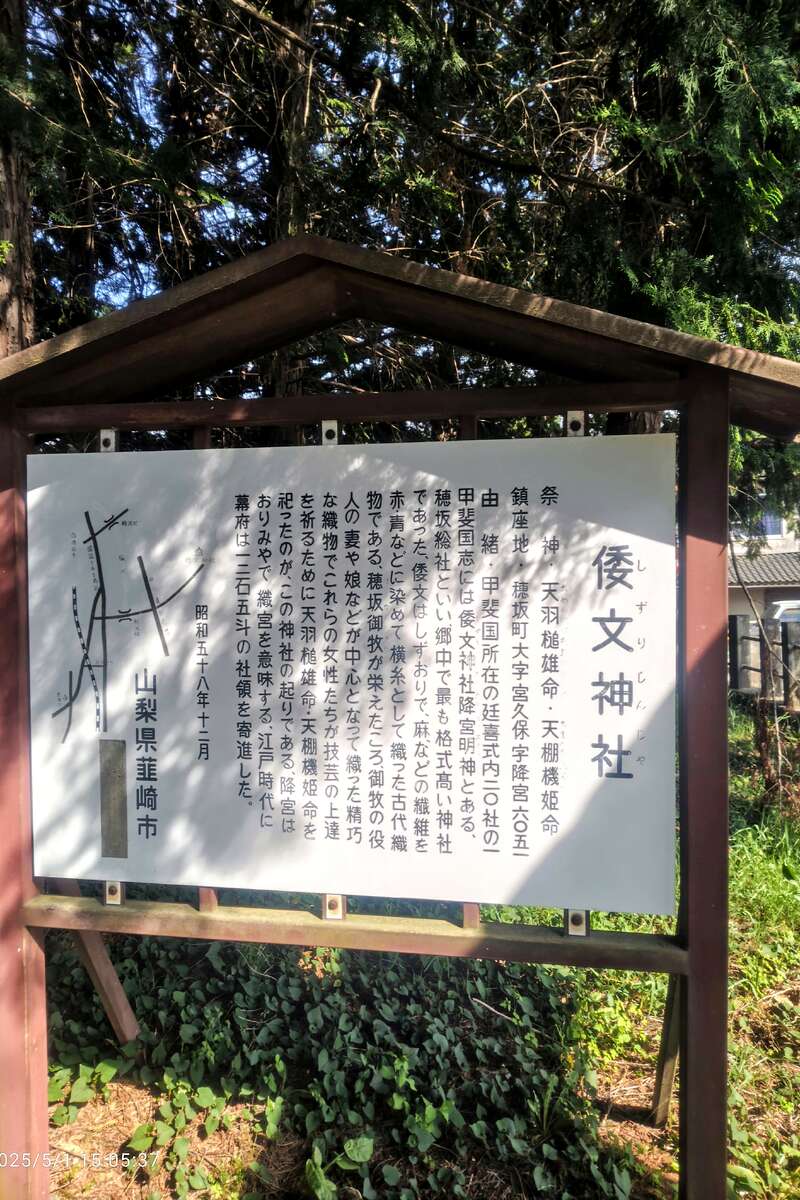 倭文神社
しずりじんじゃ
祭　神・天羽槌雄命・天棚機姫命
鎮座地・穂坂町大字宮久保字降宮六〇五一
由　緒・甲斐国所在の延喜式内二〇社の一
甲斐国志には倭文神社降宮明神とある、
穂坂総社といい郷中で最も格式高い神社
であった、倭文はしずおりで、麻などの繊維を
赤青などに染めて横糸として織った古代織
物である、穂坂御牧が栄えたころ、御牧の役
人の妻や娘などが中心となって織った精巧
な織物でこれらの女性たちが技芸の上達
を祈るために天羽槌雄命・天棚機姫命を
祀ったのが、この神社の起りである、降宮は
おりみやで、織宮を意味する、江戸時代に
幕府は一二石五斗の社領を寄進した。
昭和五十八年十二月
山梨県韮崎市
2025/5/1 15:05:37